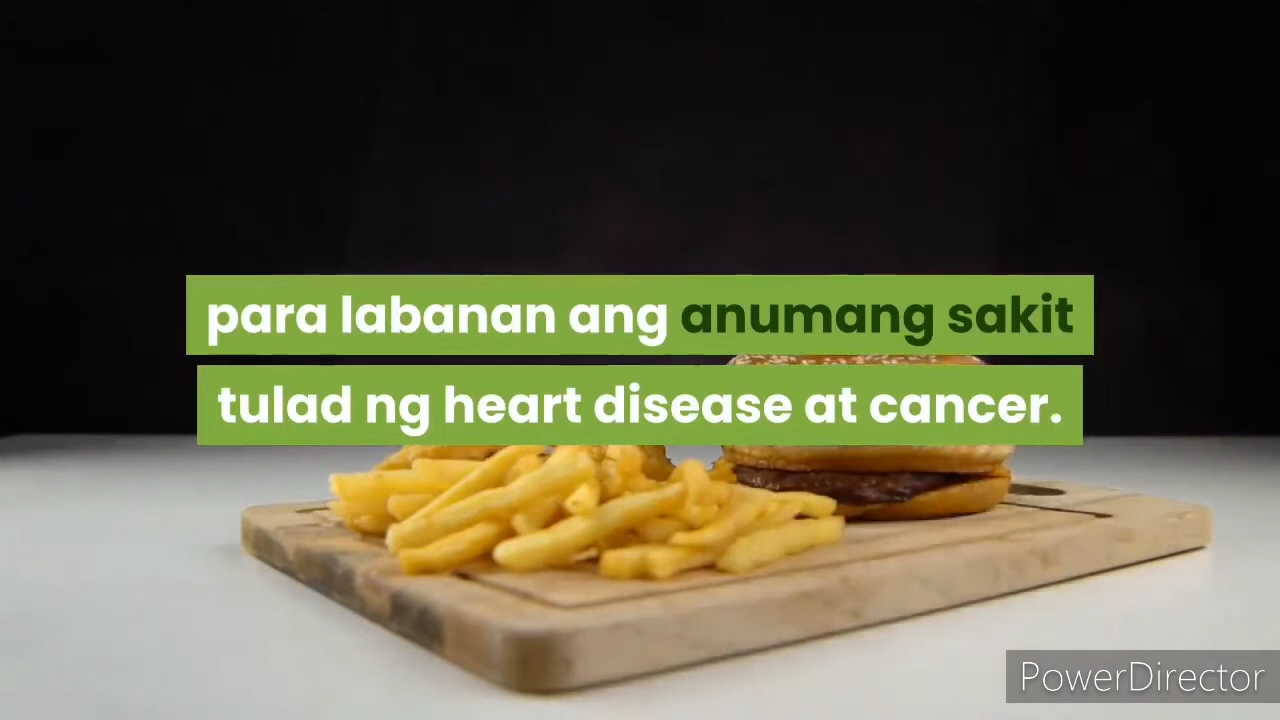 para labanan ang anumang sakit
tulad ng heart disease at cancer.
PowerDirector